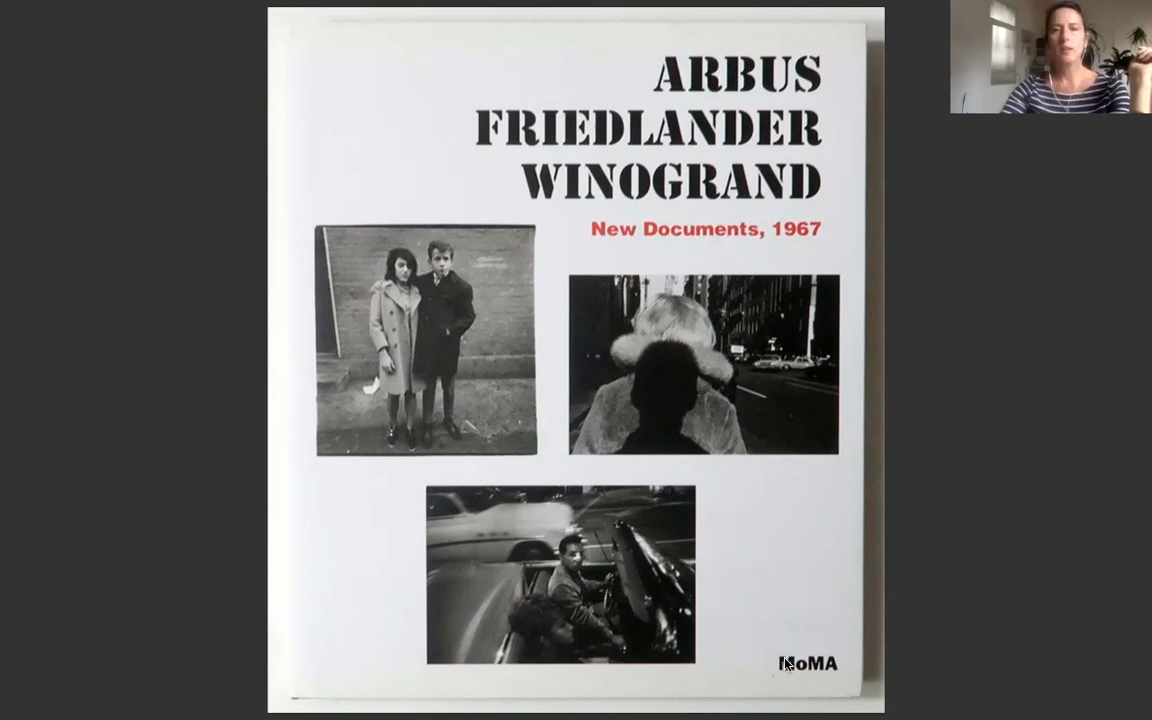 ARBUS
FRIEDLANDER
WINOGRAND
New Documents, 1967
MoMA